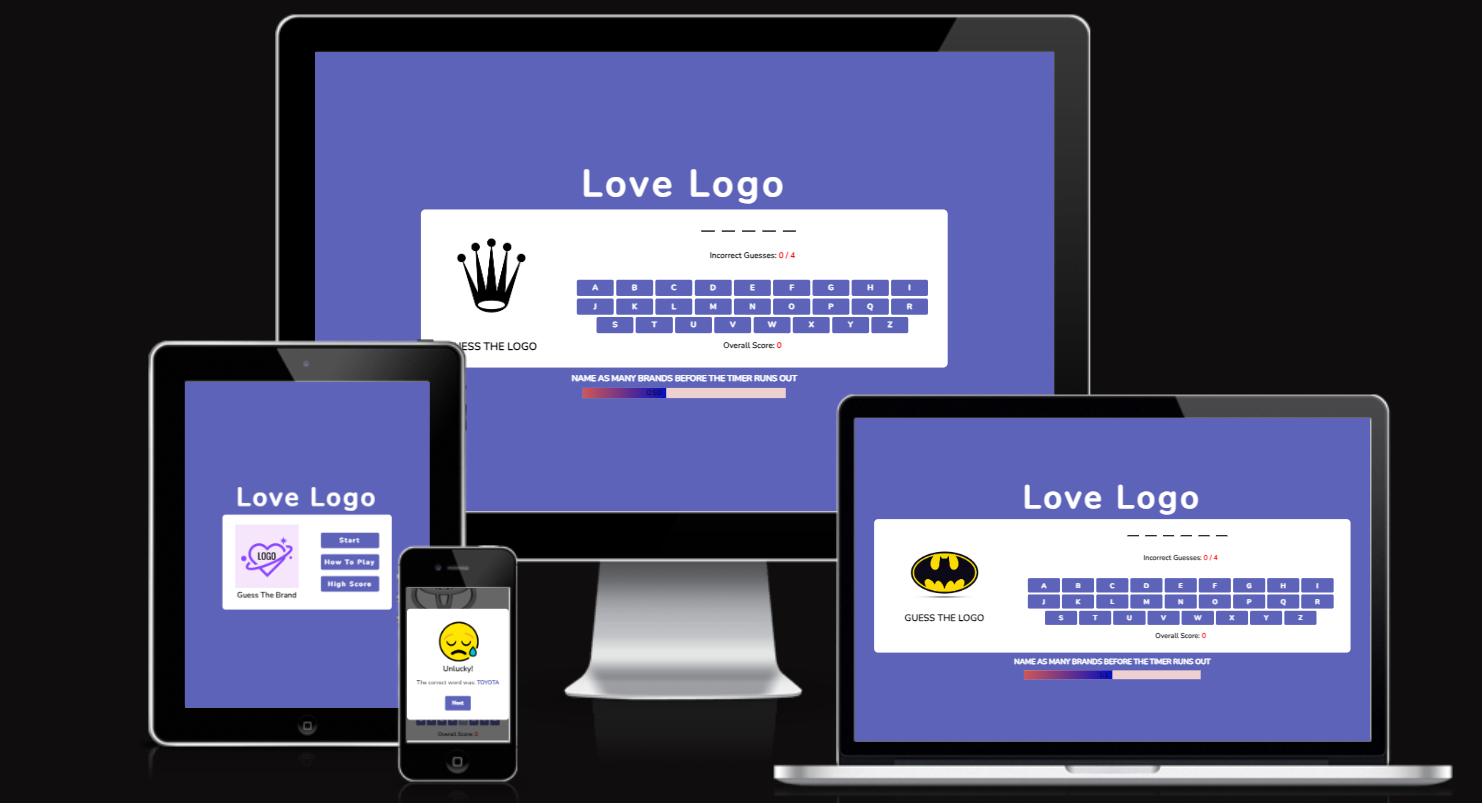 Love Logo
_ _ _ _ _
Incorrect Guesses: 0 / 4
A B C D E F G H I
J K L M N O P Q R
S T U V W X Y Z
UESS THE LOGO
Overall Score: 0
NAME AS MANY BRANDS BEFORE THE TIMER RUNS OUT
Love Logo
LOGO
Guess The Brand
Start
How To Play
High Score
Unlucky!
The correct word was: TOYOTA
Next
Overall Score: 0
Love Logo
_ _ _ _ _
Incorrect Guesses: 0 / 4
A B C D E F G H I
J K L M N O P Q R
S T U V W X Y Z
GUESS THE LOGO
Overall Score: 0
NAME AS MANY BRANDS BEFORE THE TIMER RUNS OUT